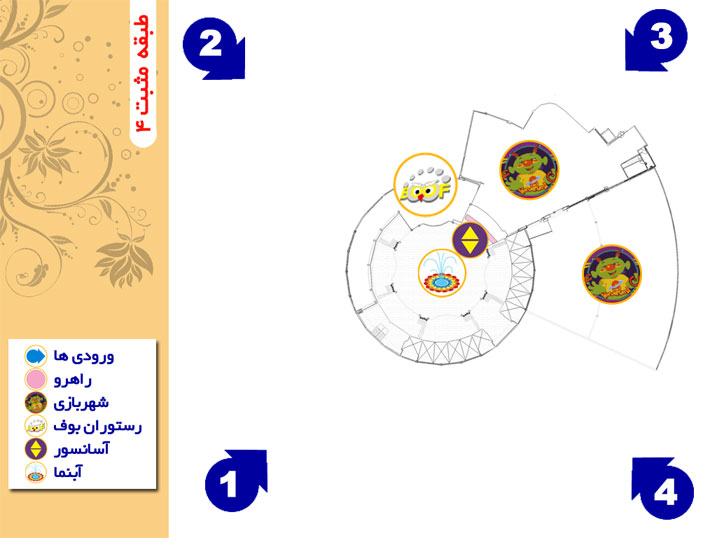 طبقه مثبت ۴
2
3
BOOF
ورودی ها
راهرو
شهربازی
رستوران بوف
آسانسور
آبنما
1
4